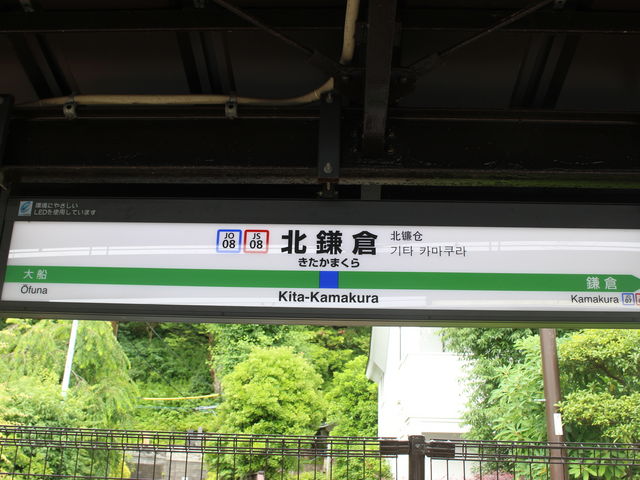 環境にやさしい
LEDを使用しています
JO 08
JS 08
北鎌倉
北镰仓
기타 카마쿠라
きたかまくら
大船
鎌倉
Ōfuna
Kita-Kamakura
Kamakura
07